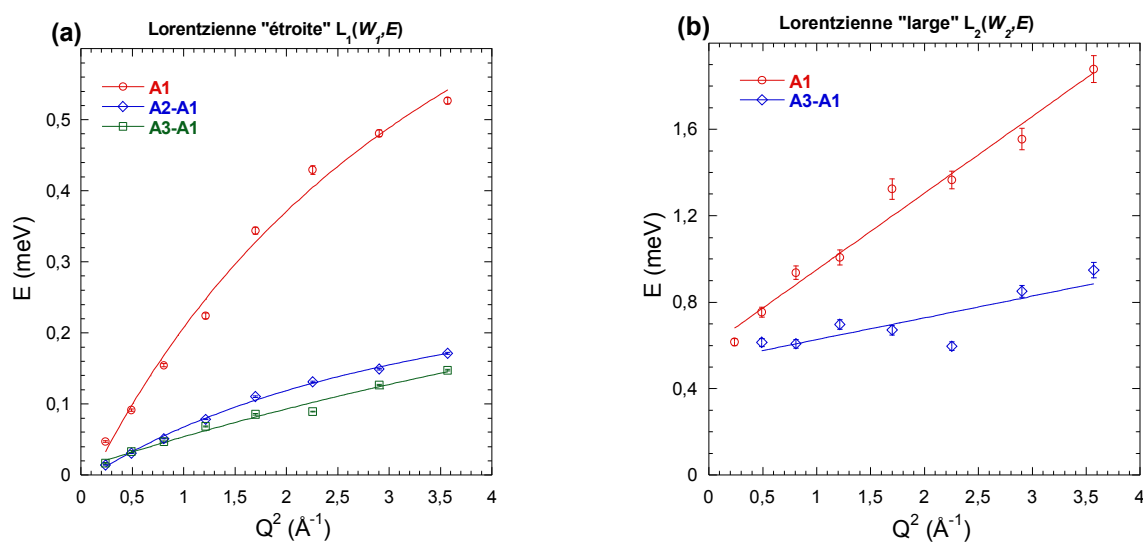 (a)
Lorentzienne "étroite" L₁(W₁,E)
A1
A2-A1
A3-A1
E (meV)
0,5
0,4
0,3
0,2
0,1
0
0 0,5 1 1,5 2 2,5 3 3,5 4
Q² (Å⁻¹)
(b)
Lorentzienne "large" L₂(W₂,E)
A1
A3-A1
E (meV)
1,6
1,2
0,8
0,4
0
0 0,5 1 1,5 2 2,5 3 3,5 4
Q² (Å⁻¹)